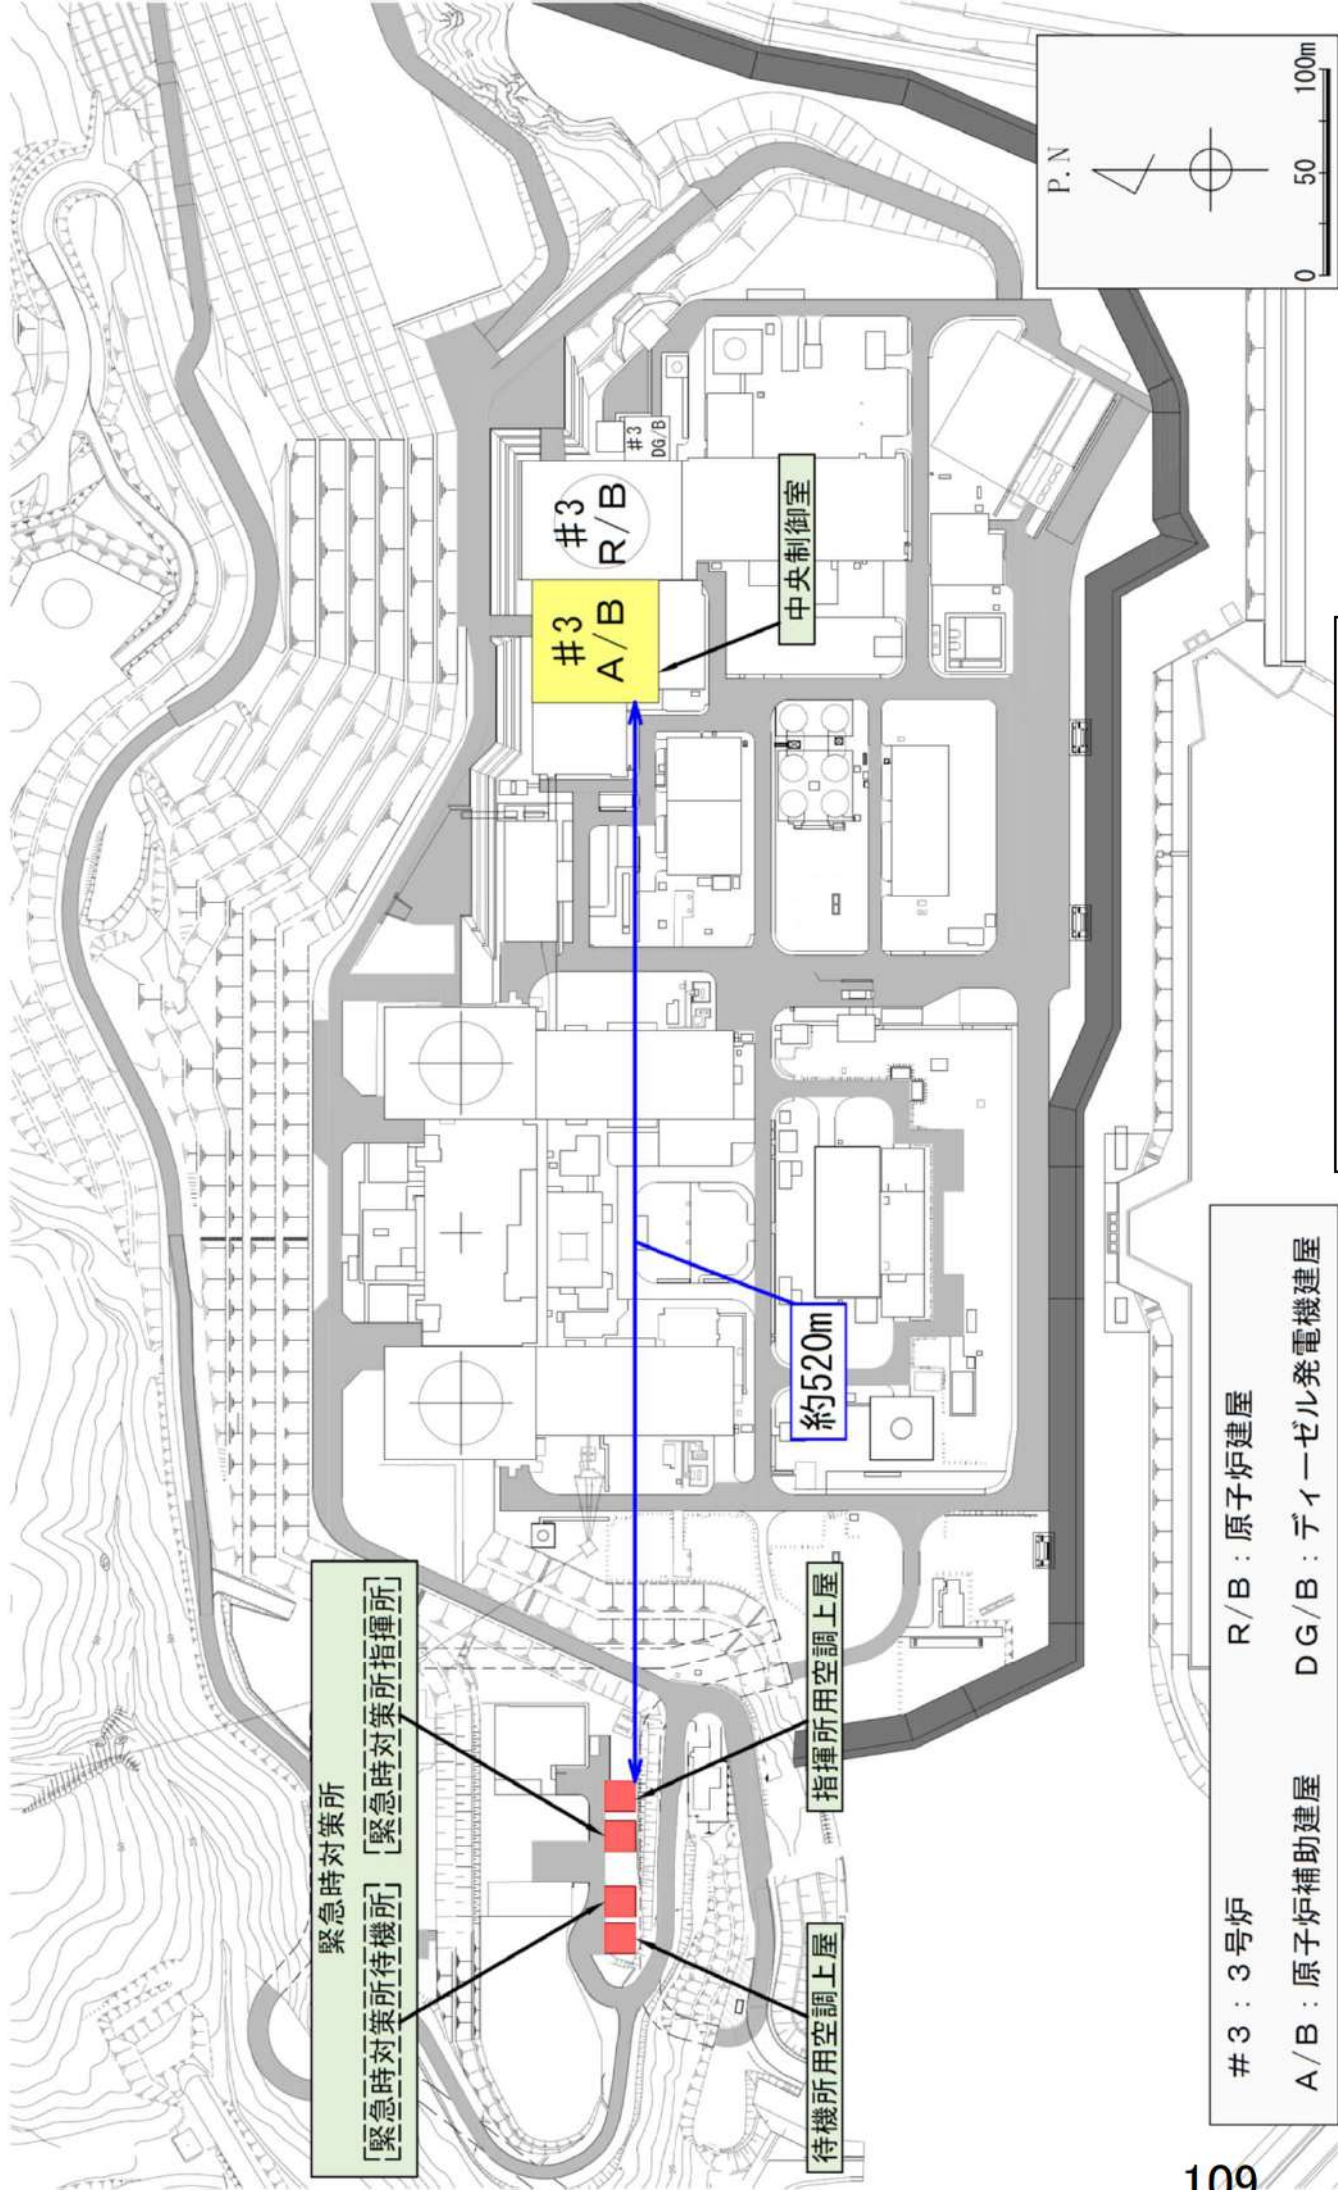 緊急時対策所
[緊急時対策所待機所] [緊急時対策所指揮所]
待機所用空調上屋
指揮所用空調上屋
約520m
#3
A/B
#3
R/B
#3
DG/B
中央制御室
P.N
0 50 100m
#3:3号炉 R/B:原子炉建屋
A/B:原子炉補助建屋 DG/B:ディーゼル発電機建屋
109